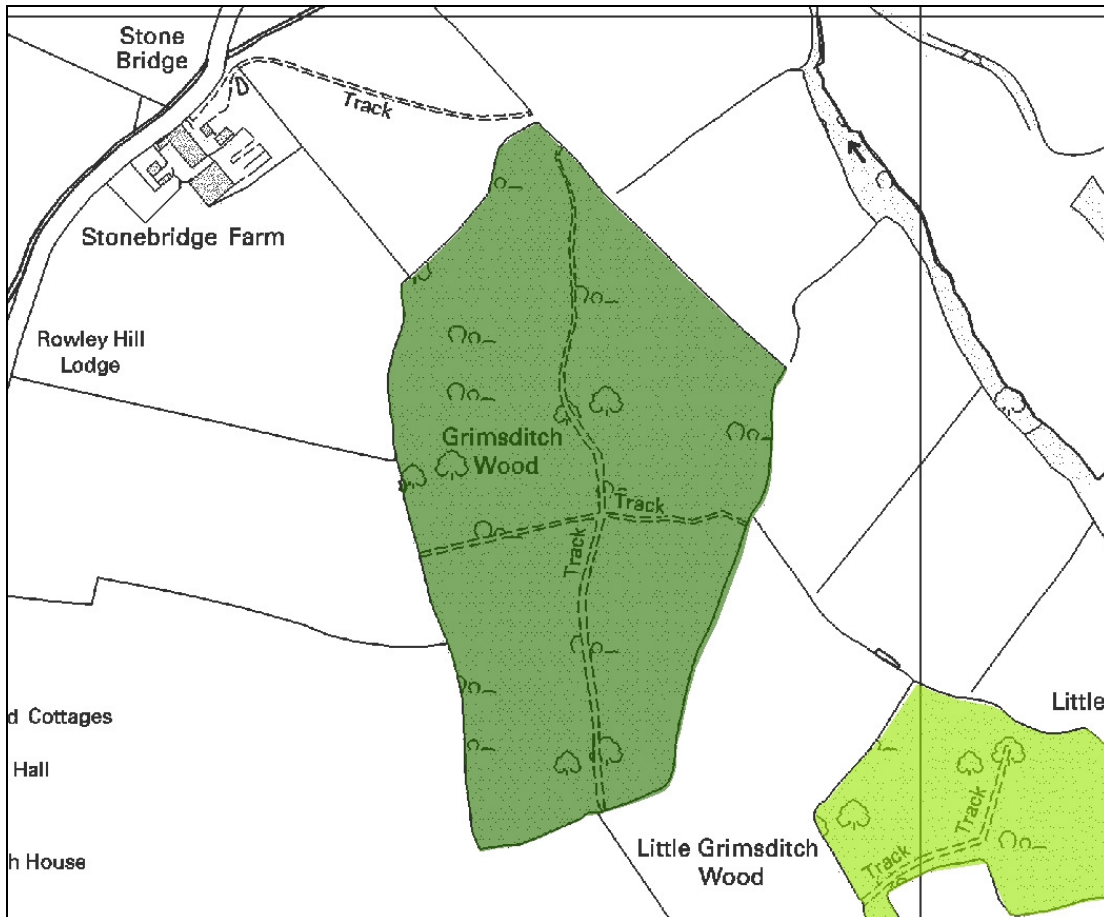 Stone
Bridge
Track
Stonebridge Farm
Rowley Hill
Lodge
Grimsditch
Wood
Track
Track
d Cottages
Hall
h House
Little
Little Grimsditch
Wood
Track
Track